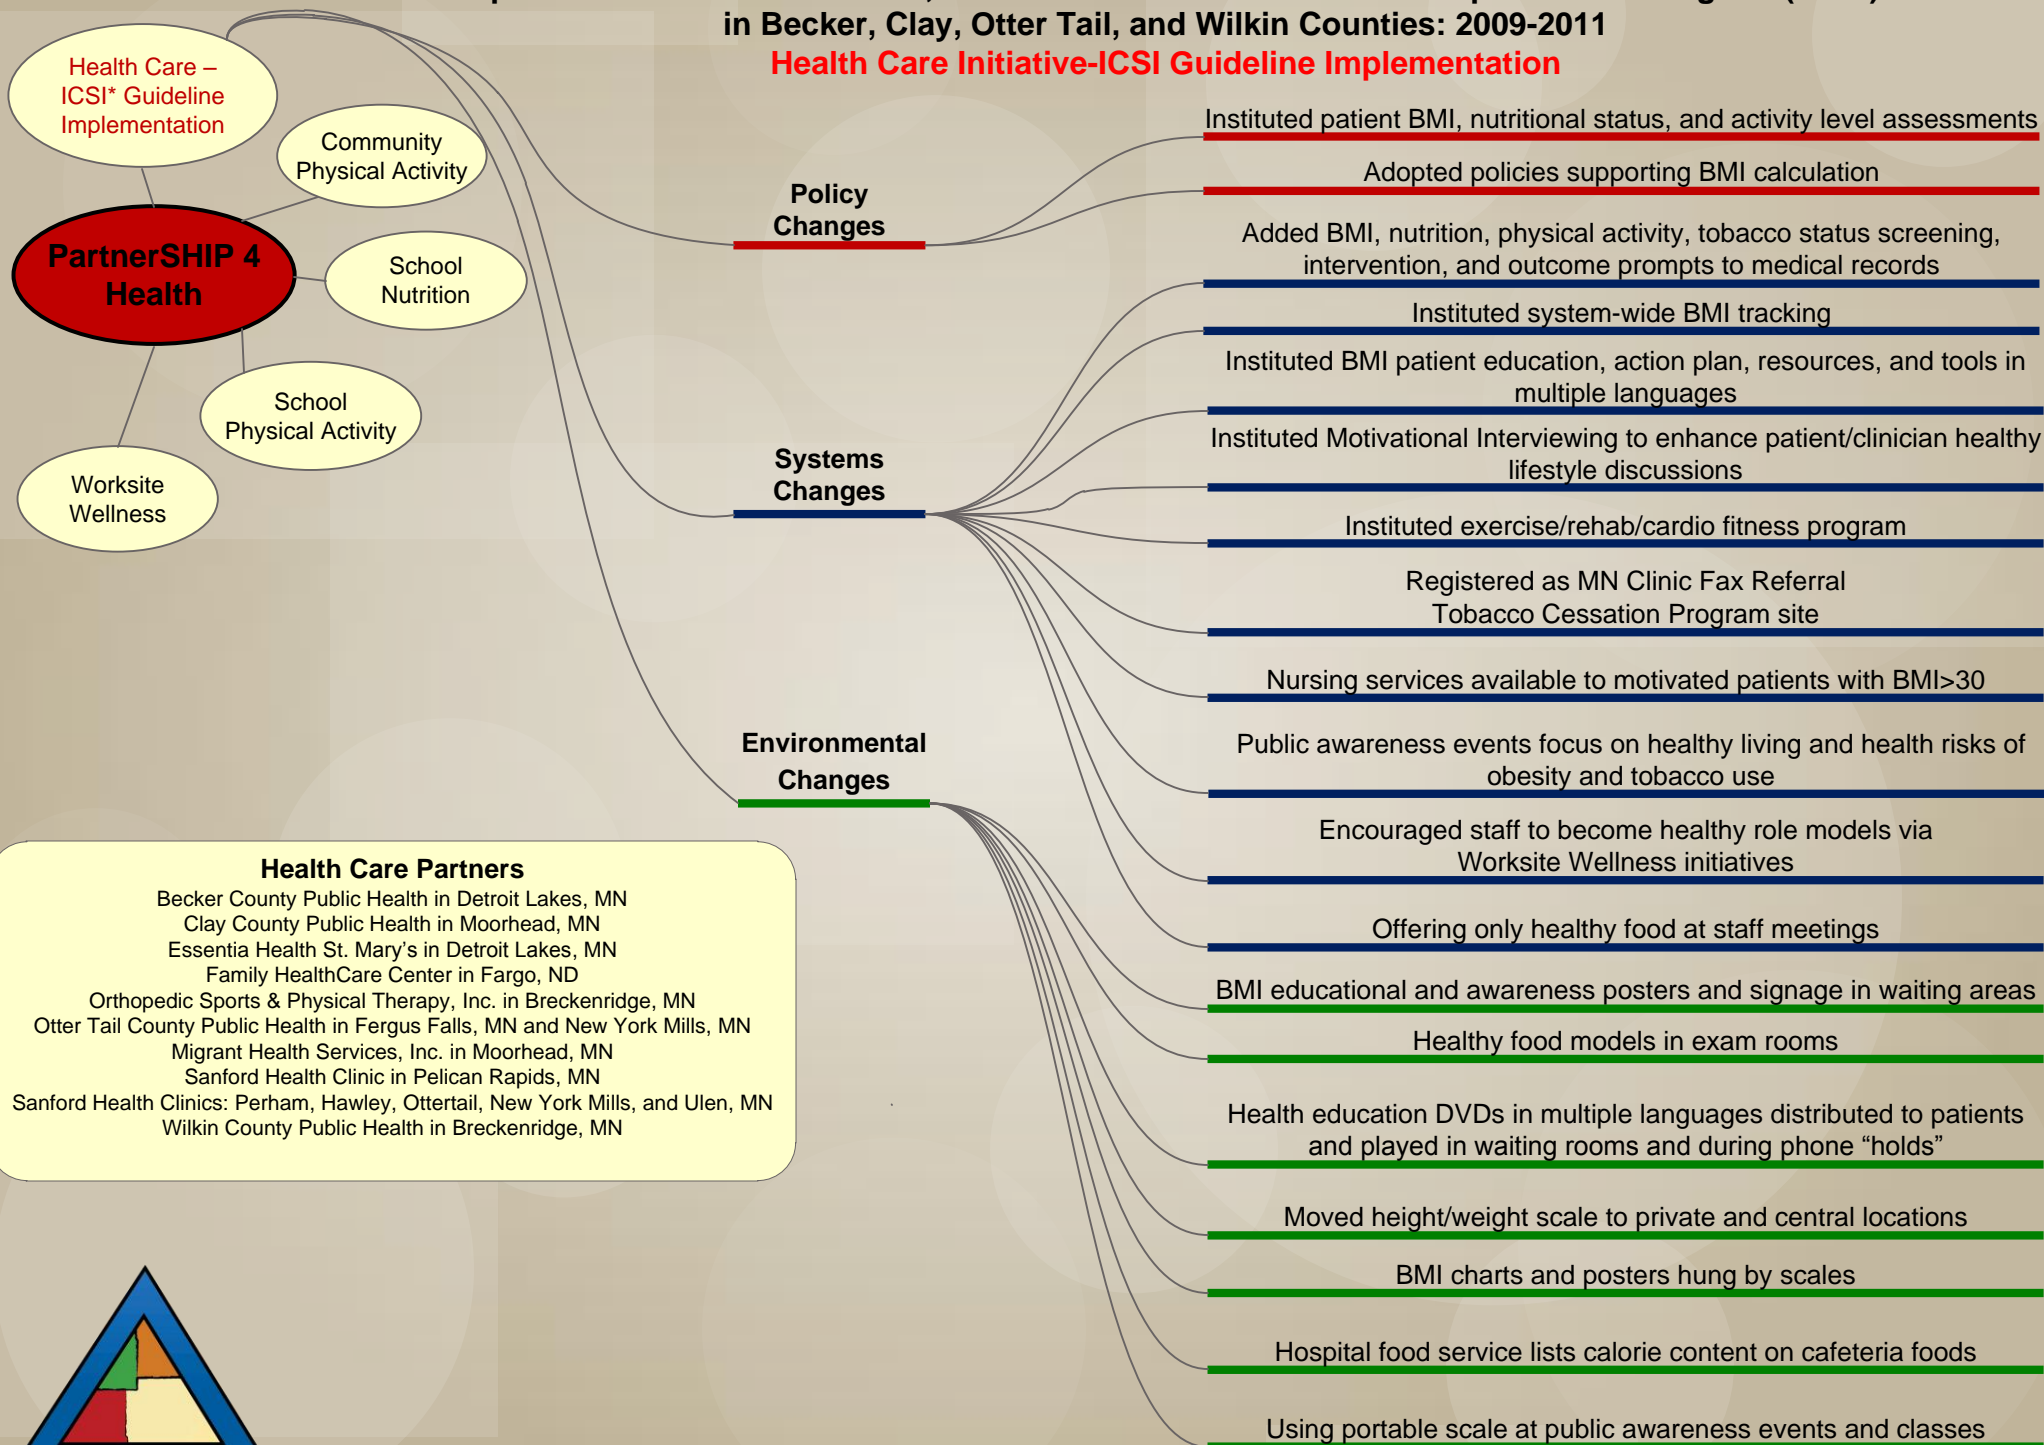 in Becker, Clay, Otter Tail, and Wilkin Counties: 2009-2011
Health Care Initiative-ICSI Guideline Implementation
Health Care –
ICSI* Guideline
Implementation
Community
Physical Activity
PartnerSHIP 4
Health
School
Nutrition
School
Physical Activity
Worksite
Wellness
Policy
Changes
Instituted patient BMI, nutritional status, and activity level assessments
Adopted policies supporting BMI calculation
Systems
Changes
Added BMI, nutrition, physical activity, tobacco status screening,
intervention, and outcome prompts to medical records
Instituted system-wide BMI tracking
Instituted BMI patient education, action plan, resources, and tools in
multiple languages
Instituted Motivational Interviewing to enhance patient/clinician healthy
lifestyle discussions
Instituted exercise/rehab/cardio fitness program
Registered as MN Clinic Fax Referral
Tobacco Cessation Program site
Nursing services available to motivated patients with BMI>30
Public awareness events focus on healthy living and health risks of
obesity and tobacco use
Encouraged staff to become healthy role models via
Worksite Wellness initiatives
Offering only healthy food at staff meetings
Environmental
Changes
BMI educational and awareness posters and signage in waiting areas
Healthy food models in exam rooms
Health education DVDs in multiple languages distributed to patients
and played in waiting rooms and during phone “holds”
Moved height/weight scale to private and central locations
BMI charts and posters hung by scales
Hospital food service lists calorie content on cafeteria foods
Using portable scale at public awareness events and classes
Health Care Partners
Becker County Public Health in Detroit Lakes, MN
Clay County Public Health in Moorhead, MN
Essentia Health St. Mary’s in Detroit Lakes, MN
Family HealthCare Center in Fargo, ND
Orthopedic Sports & Physical Therapy, Inc. in Breckenridge, MN
Otter Tail County Public Health in Fergus Falls, MN and New York Mills, MN
Migrant Health Services, Inc. in Moorhead, MN
Sanford Health Clinic in Pelican Rapids, MN
Sanford Health Clinics: Perham, Hawley, Ottertail, New York Mills, and Ulen, MN
Wilkin County Public Health in Breckenridge, MN